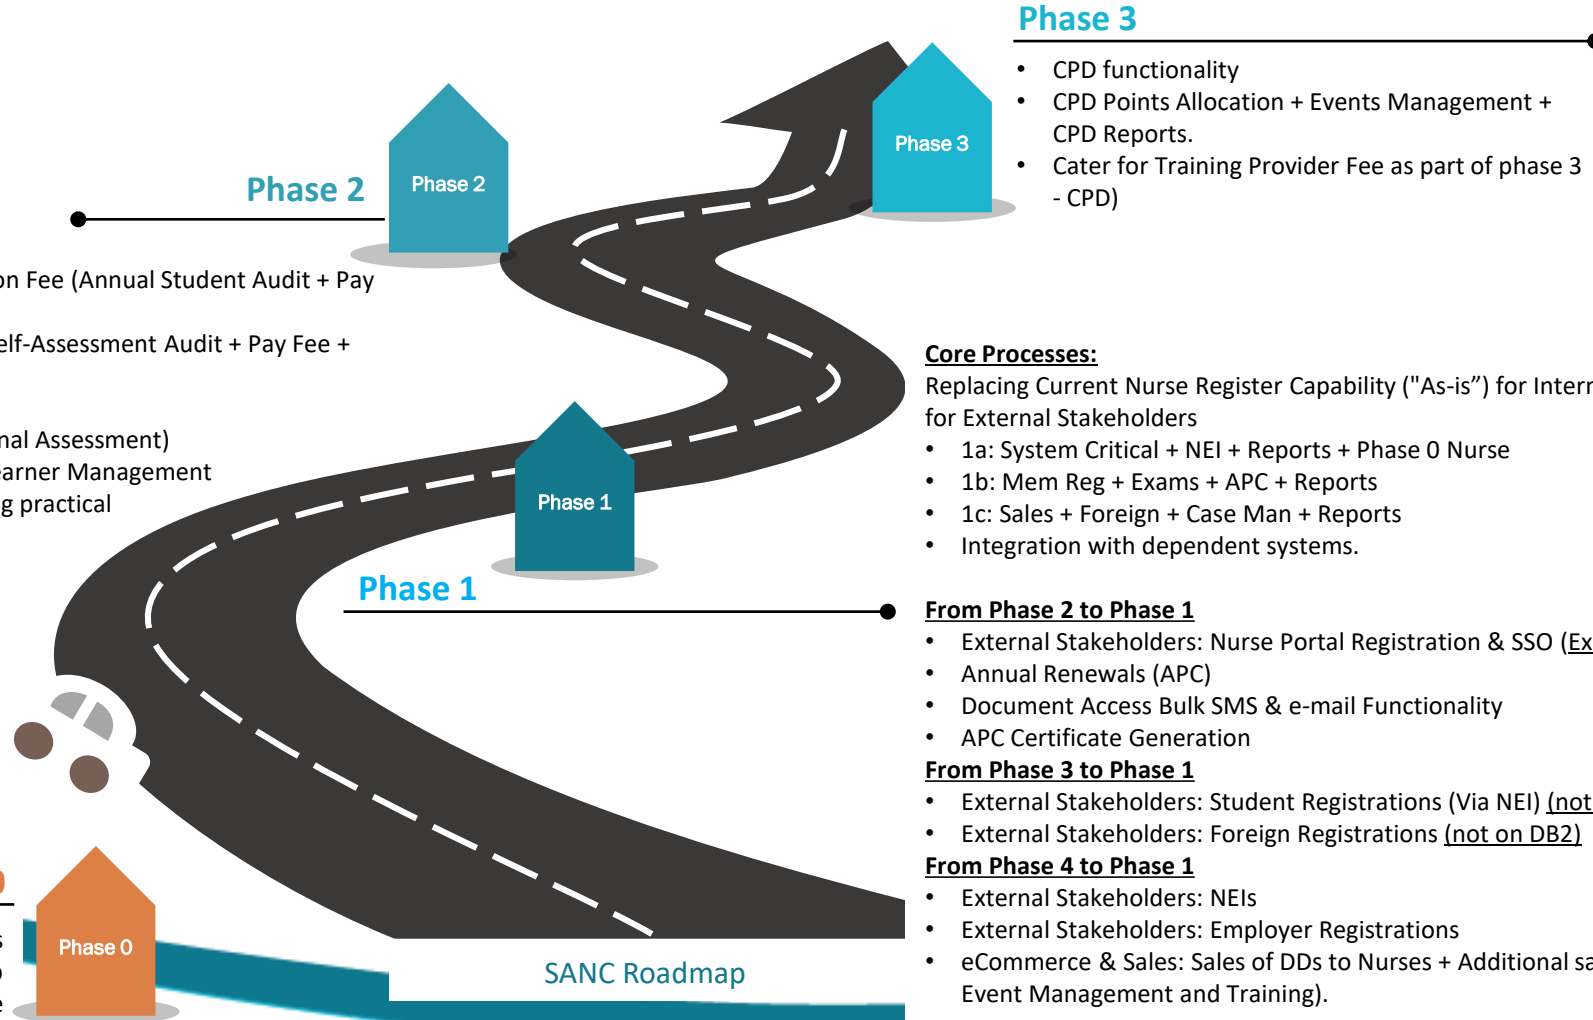 Phase 3
• CPD functionality
• CPD Points Allocation + Events Management +
CPD Reports.
• Cater for Training Provider Fee as part of phase 3
- CPD)
Phase 3
Phase 2
Phase 2
Fee (Annual Student Audit + Pay
Audit + Pay Fee +
Assessment)
Management
practical
Core Processes:
Replacing Current Nurse Register Capability ("As-is”) for
for External Stakeholders
• 1a: System Critical + NEI + Reports + Phase 0 Nurse
• 1b: Mem Reg + Exams + APC + Reports
• 1c: Sales + Foreign + Case Man + Reports
• Integration with dependent systems.
Phase 1
Phase 1
From Phase 2 to Phase 1
• External Stakeholders: Nurse Portal Registration & SSO
• Annual Renewals (APC)
• Document Access Bulk SMS & e-mail Functionality
• APC Certificate Generation
From Phase 3 to Phase 1
• External Stakeholders: Student Registrations (Via NEI) (not
• External Stakeholders: Foreign Registrations (not on DB2)
From Phase 4 to Phase 1
• External Stakeholders: NEIs
• External Stakeholders: Employer Registrations
• eCommerce & Sales: Sales of DDs to Nurses + Additional
Event Management and Training).
Phase 0
SANC Roadmap